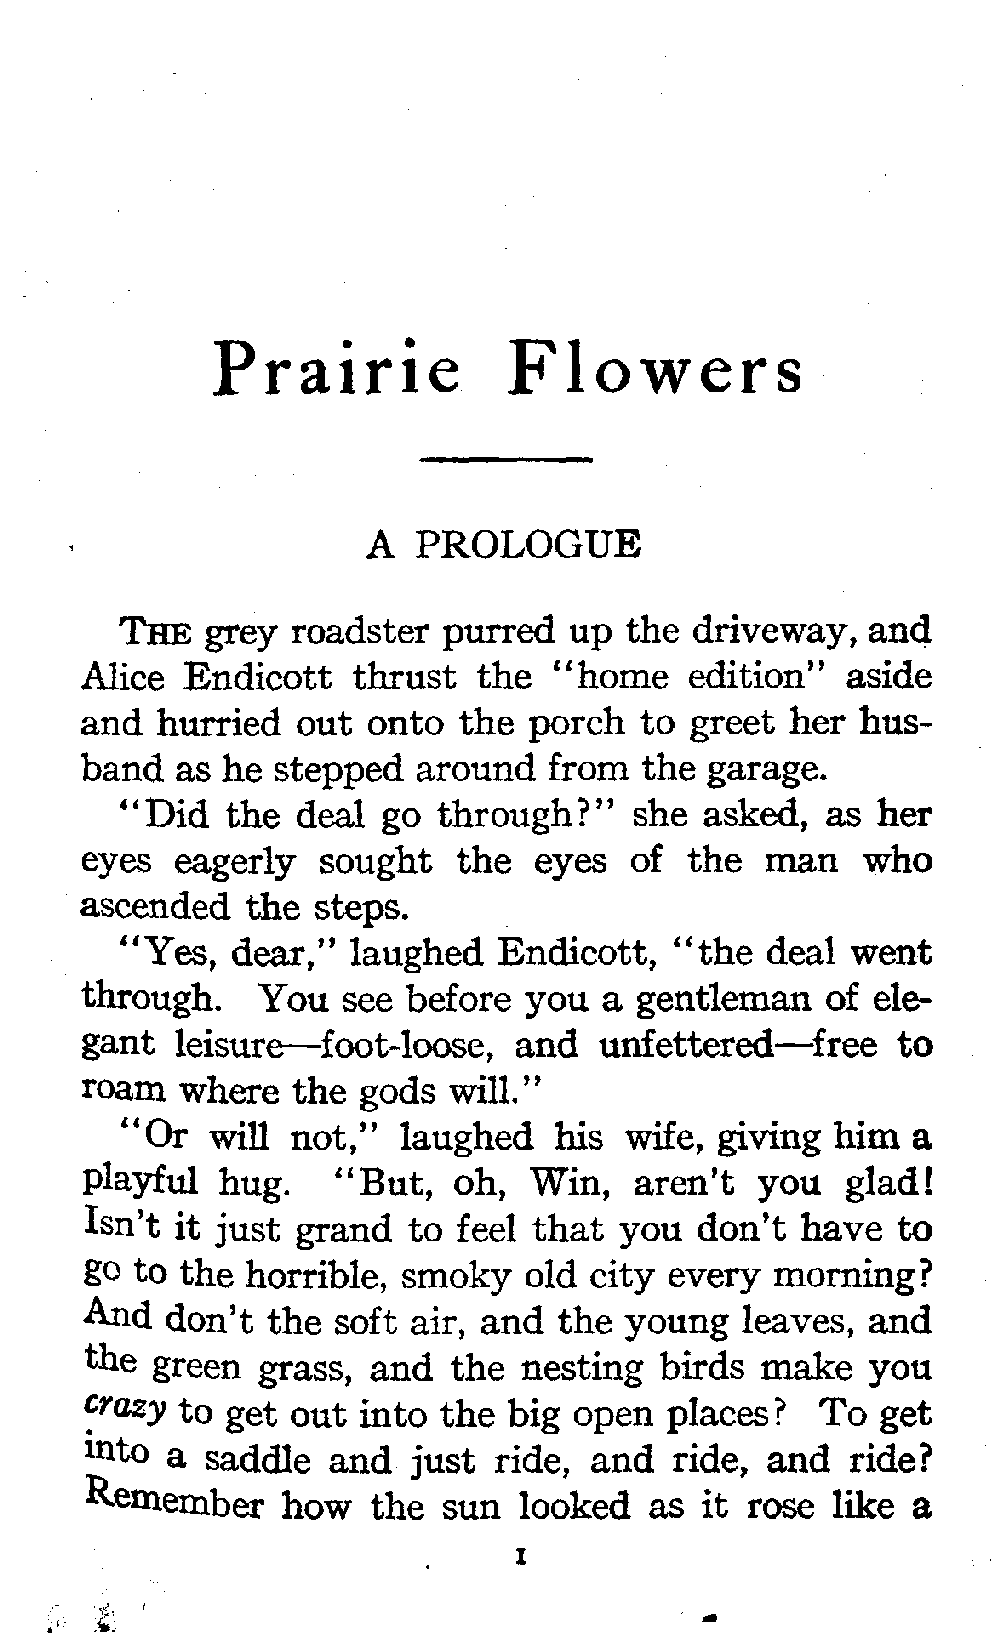 Prairie Flowers
A PROLOGUE
THE grey roadster purred up the driveway, and
Alice Endicott thrust the “home edition” aside
and hurried out onto the porch to greet her hus-
band as he stepped around from the garage.
“Did the deal go through?” she asked, as her
eyes eagerly sought the eyes of the man who
ascended the steps.
“Yes, dear,” laughed Endicott, “the deal went
through. You see before you a gentleman of ele-
gant leisure—foot-loose, and unfettered—free to
roam where the gods will.”
“Or will not,” laughed his wife, giving him a
playful hug. “But, oh, Win, aren't you glad!
Isn't it just grand to feel that you don't have to
go to the horrible, smoky old city every morning?
And don't the soft air, and the young leaves, and
the green grass, and the nesting birds make you
crazy to get out into the big open places? To get
into a saddle and just ride, and ride, and ride?
Remember how the sun looked as it rose like a
1